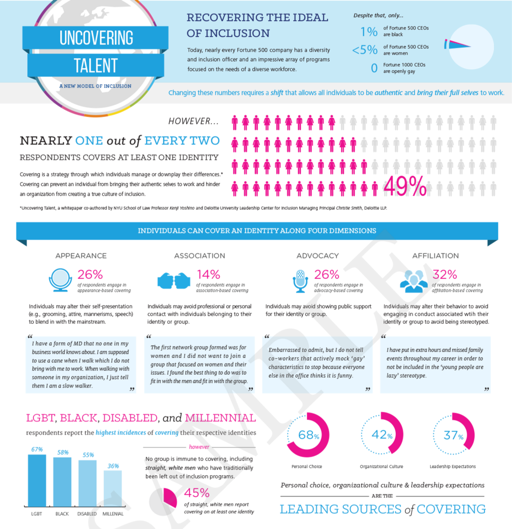 UNCOVERING
TALENT
A NEW MODEL OF INCLUSION
RECOVERING THE IDEAL
OF INCLUSION
Today, nearly every Fortune 500 company has a diversity
and inclusion officer and an impressive array of programs
focused on the needs of a diverse workforce.
Despite that, only...
1% of Fortune 500 CEOs
are black
<5% of Fortune 500 CEOs
are women
0 Fortune 1000 CEOs
are openly gay
Changing these numbers requires a shift that allows all individuals to be authentic and bring their full selves to work.
HOWEVER...
NEARLY ONE out of EVERY TWO
RESPONDENTS COVERS AT LEAST ONE IDENTITY
Covering is a strategy through which individuals manage or downplay their differences.*
Covering can prevent an individual from bringing their authentic selves to work and hinder
an organization from creating a true culture of inclusion.
49%
*Uncovering Talent, a whitepaper co-authored by NYU School of Law Professor Kenji Yoshino and Deloitte University Leadership Center for Inclusion Managing Principal Christie Smith, Deloitte LLP.
INDIVIDUALS CAN COVER AN IDENTITY ALONG FOUR DIMENSIONS
APPEARANCE
26%
of respondents engage in
appearance-based covering
Individuals may alter their self-presentation
(e.g., grooming, attire, mannerisms, speech)
to blend in with the mainstream.
“
I have a form of MD that no one in my
business world knows about. I am supposed
to use a cane when I walk which I do not
bring with me to work. When walking with
someone in my organization, I just tell
them I am a slow walker.
”
ASSOCIATION
14%
of respondents engage in
association-based covering
Individuals may avoid professional or personal
contact with individuals belonging to their
identity or group.
“
The first network group formed was for
women and I did not want to join a
group that focused on women and their
issues. I found the best thing to do was to
fit in with the men and fit in with the group.
”
ADVOCACY
26%
of respondents engage in
advocacy-based covering
Individuals may avoid showing public support
for their identity or group.
“
Embarrassed to admit, but I do not tell
co-workers that actively mock "gay"
characteristics to stop because everyone
else in the office thinks it is funny.
”
AFFILIATION
32%
of respondents engage in
affiliation-based covering
Individuals may alter their behavior to avoid
engaging in conduct associated with their
identity or group to avoid being stereotyped.
“
I have put in extra hours and missed family
events throughout my career in order to
not be included in the "young people are
lazy" stereotype.
”
LGBT, BLACK, DISABLED, and MILLENNIAL
respondents report the highest incidences of covering their respective identities
67%
58%
55%
36%
LGBT
BLACK
DISABLED
MILLENNIAL
however
No group is immune to covering, including
straight, white men who have traditionally
been left out of inclusion programs.
45%
of straight, white men report
covering on at least one identity
68%
42%
37%
Personal Choice
Organizational Culture
Leadership Expectations
Personal choice, organizational culture & leadership expectations
ARE THE
LEADING SOURCES of COVERING
SAMPLE